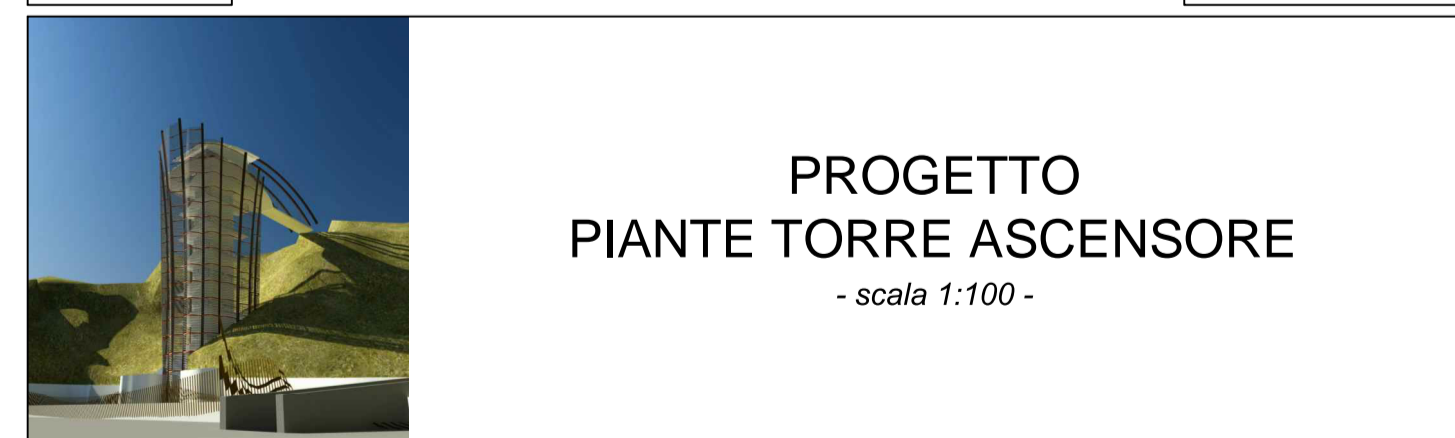 PROGETTO
PIANTE TORRE ASCENSORE
- scala 1:100 -